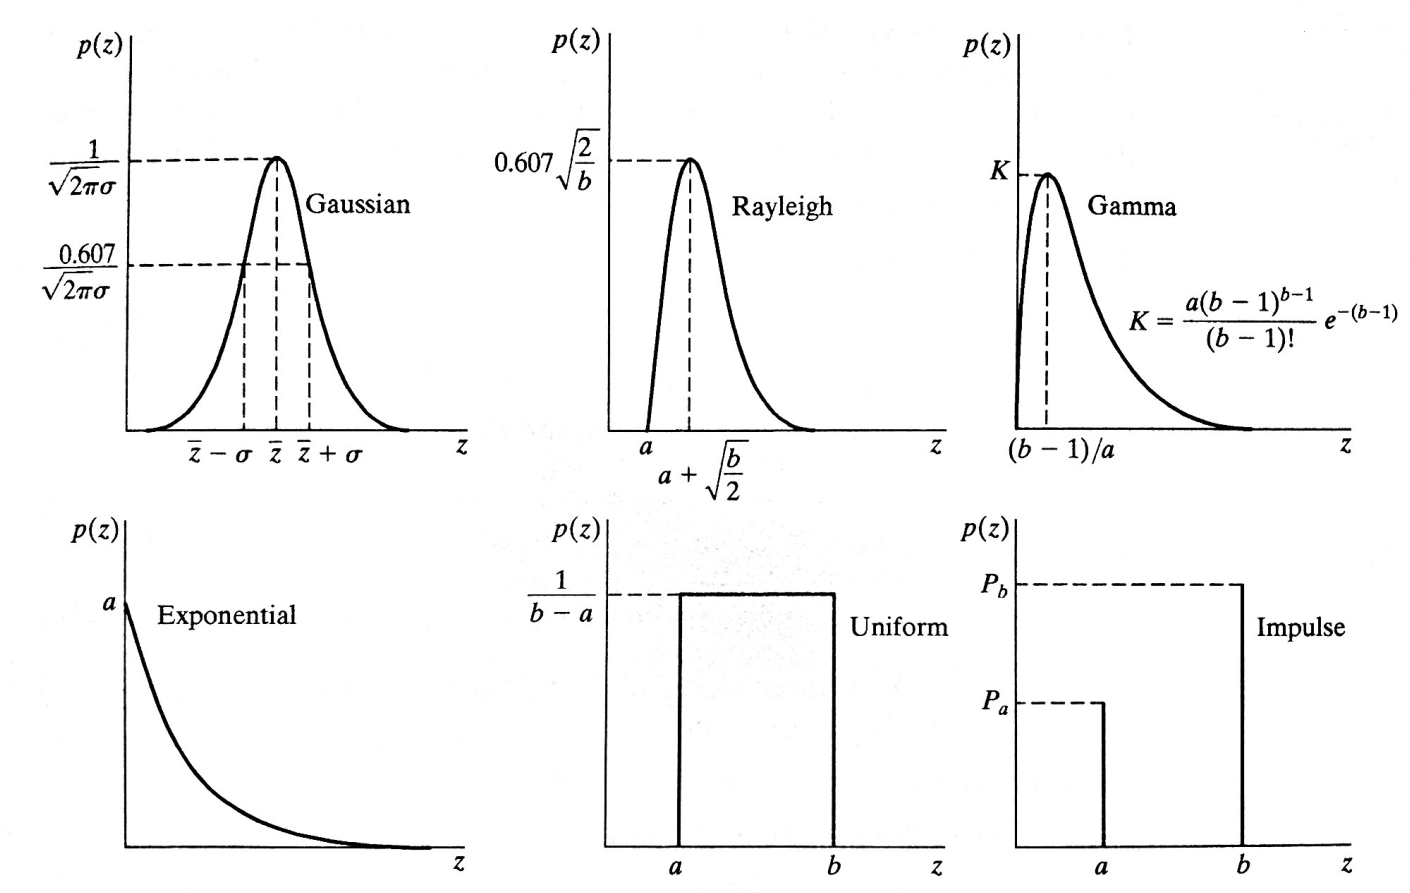 p(z)
1/√2πσ
Gaussian
0.607/√2πσ
z̅ − σ z̅ z̅ + σ z
p(z)
0.607 √2/b
Rayleigh
a z
a + √b/2
p(z)
K
Gamma
K = a(b − 1)^{b−1}/(b − 1)! e^{−(b−1)}
(b − 1)/a z
p(z)
a
Exponential
z
p(z)
1/b − a
Uniform
a b z
p(z)
P_b
Impulse
P_a
a b z